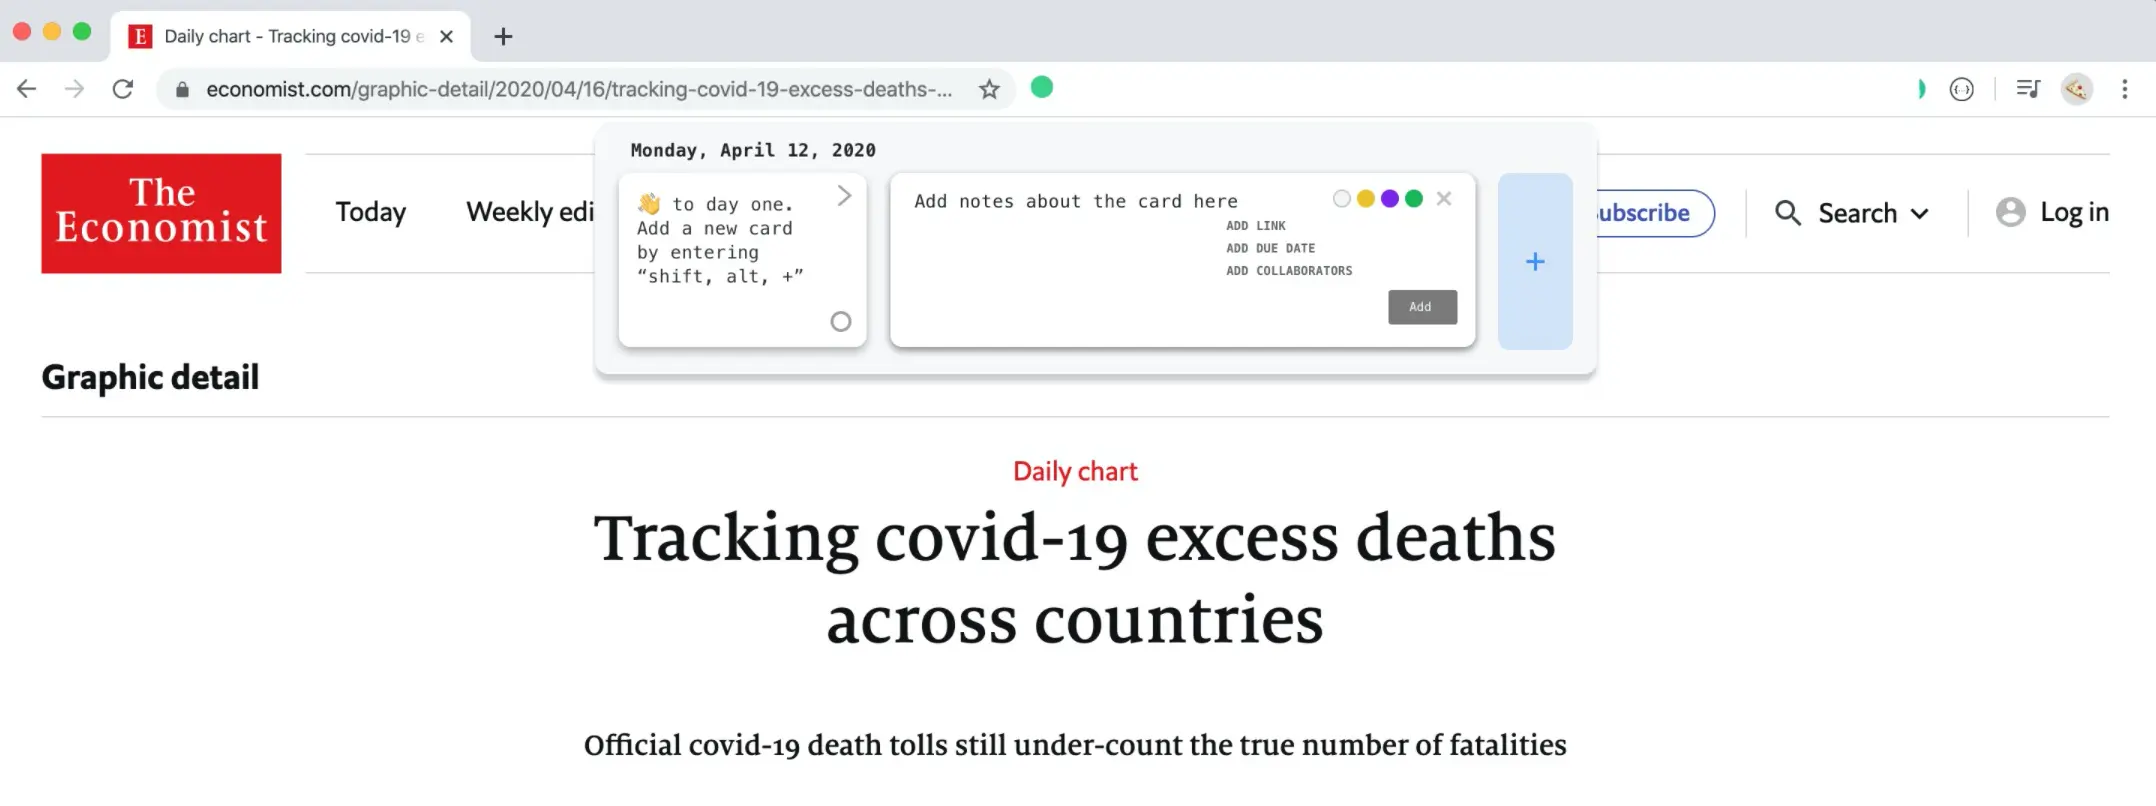 E Daily chart - Tracking covid-19 e
economist.com/graphic-detail/2020/04/16/tracking-covid-19-excess-deaths-...
Monday, April 12, 2020
The
Economist
Today
Weekly edi
👋 to day one.
Add a new card
by entering
“shift, alt, +”
Add notes about the card here
ADD LINK
ADD DUE DATE
ADD COLLABORATORS
Add
+
ubscribe
Search
Log in
Graphic detail
Daily chart
Tracking covid-19 excess deaths
across countries
Official covid-19 death tolls still under-count the true number of fatalities